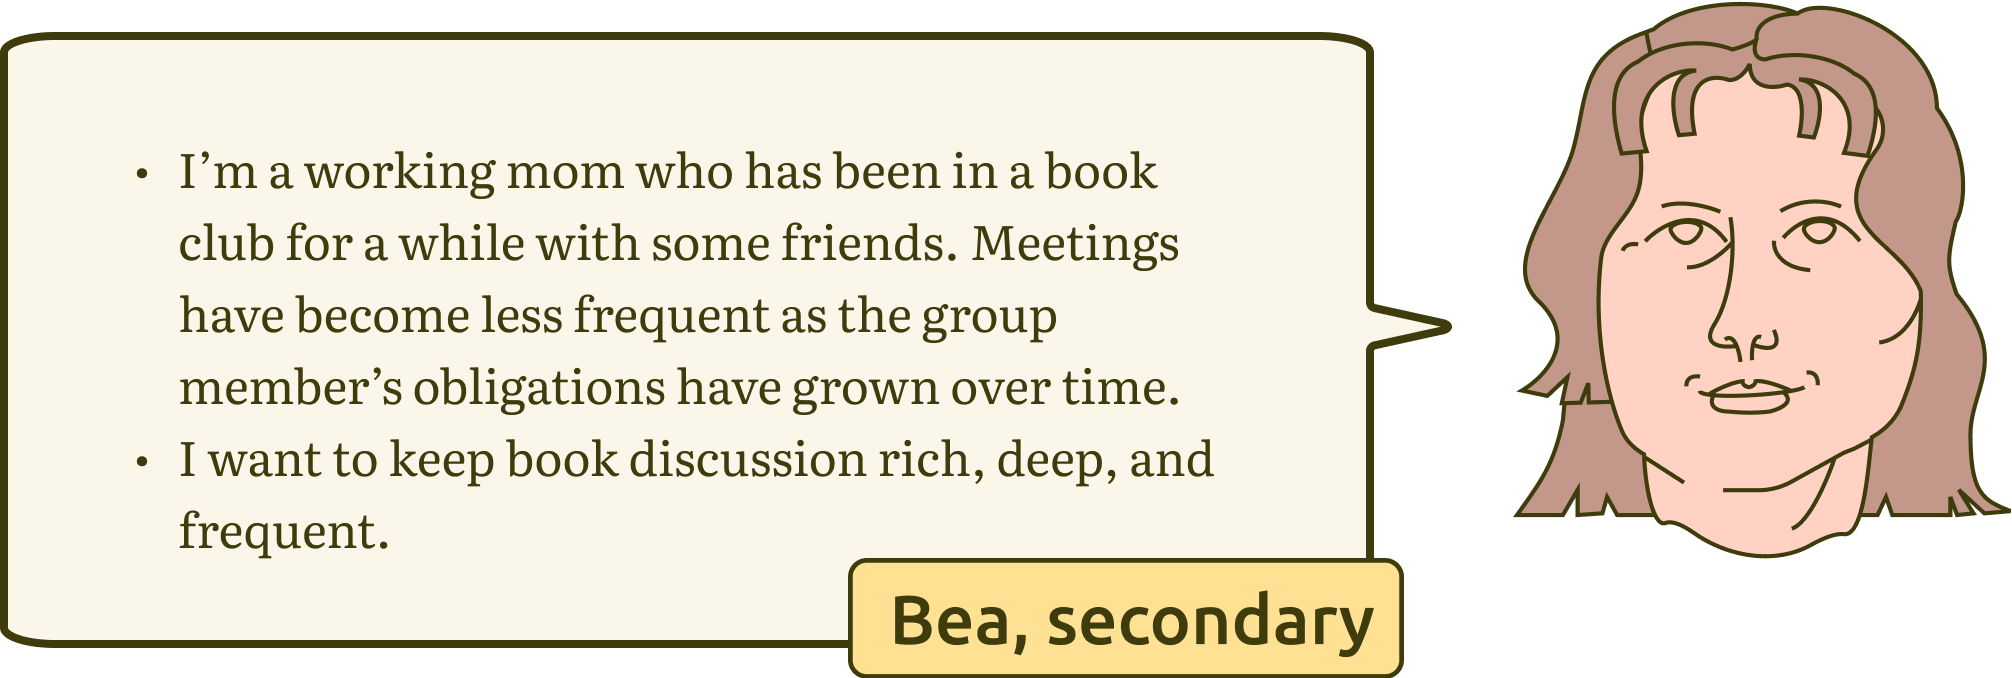 • I’m a working mom who has been in a book
club for a while with some friends. Meetings
have become less frequent as the group
member’s obligations have grown over time.
• I want to keep book discussion rich, deep, and
frequent.
Bea, secondary